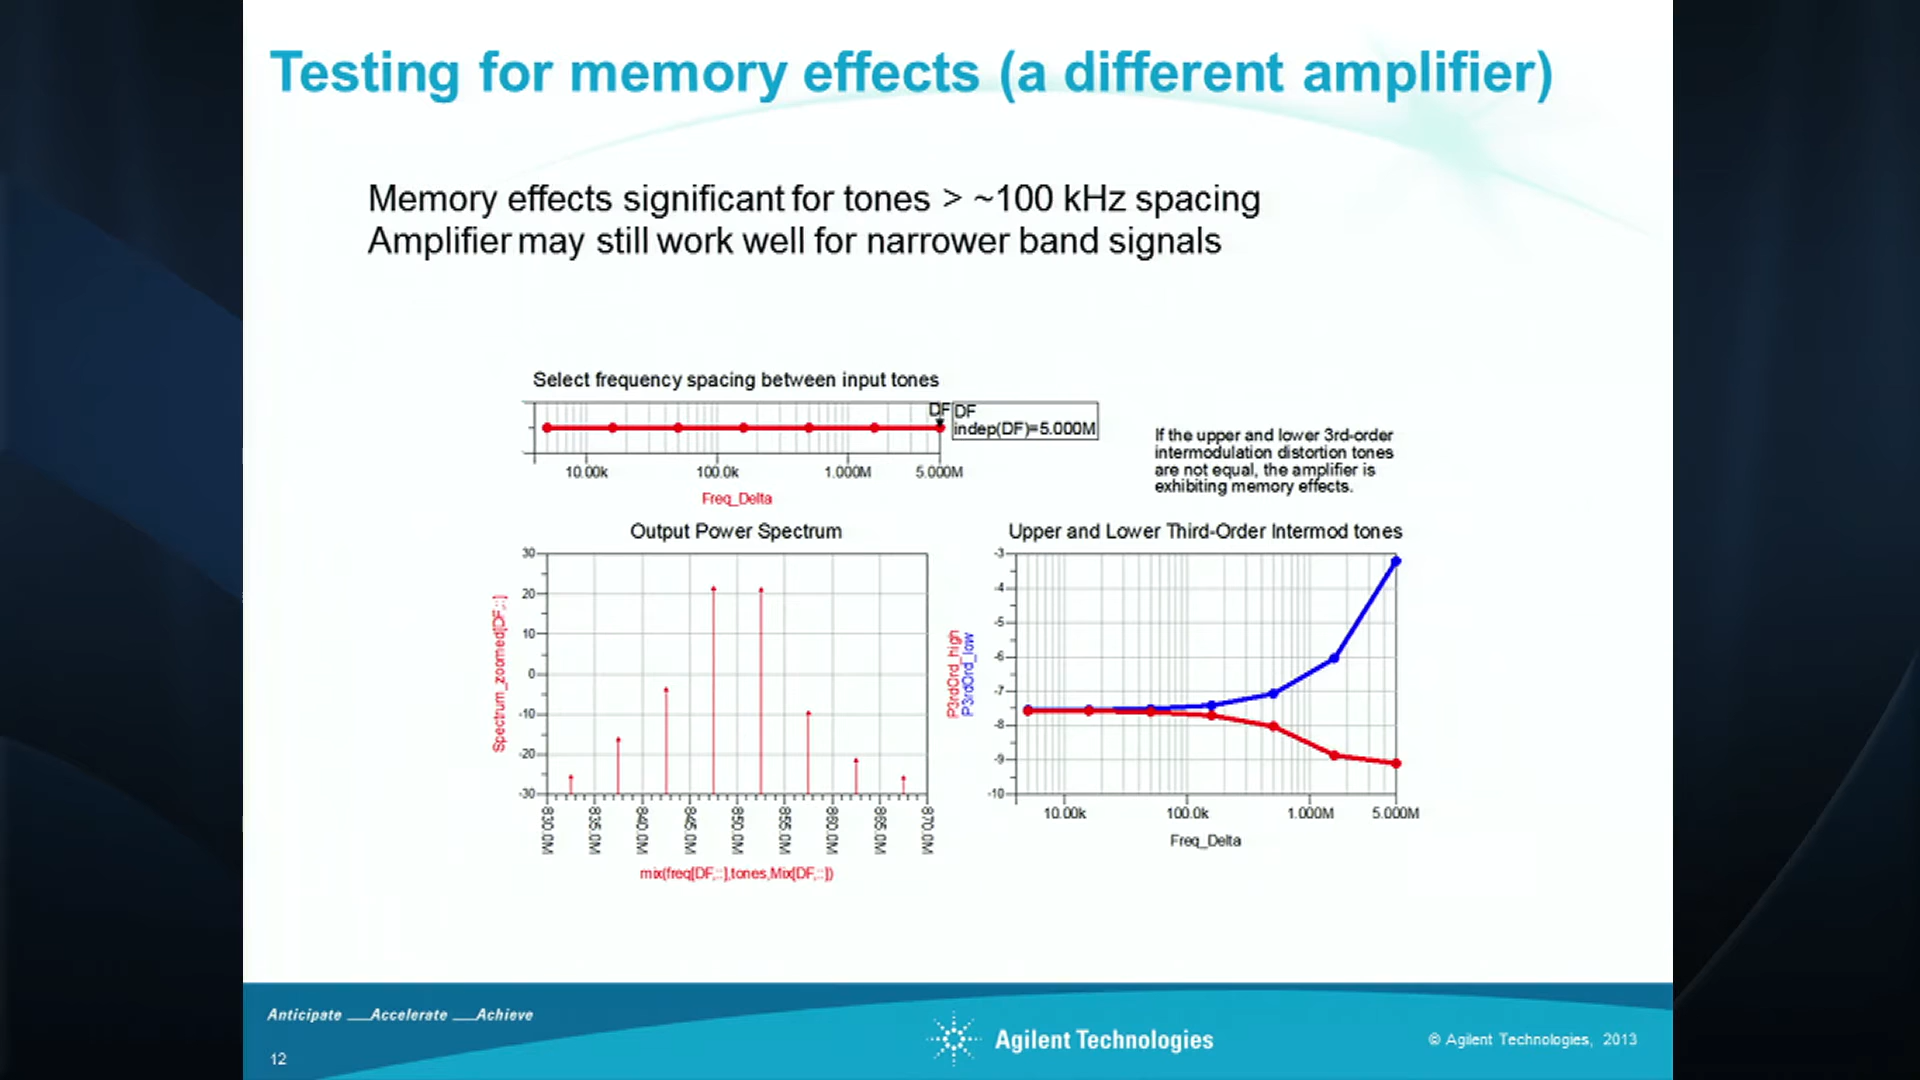 Testing for memory effects (a different amplifier)
Memory effects significant for tones > ~100 kHz spacing
Amplifier may still work well for narrower band signals
Select frequency spacing between input tones
DF
DF
indep(DF)=5.000M
10.00k 100.0k 1.000M 5.000M
Freq_Delta
If the upper and lower 3rd-order
intermodulation distortion tones
are not equal, the amplifier is
exhibiting memory effects.
Output Power Spectrum
Spectrum_zoomed[DF,::]
30
20
10
0
-10
-20
-30
830.0M 835.0M 840.0M 845.0M 850.0M 855.0M 860.0M 865.0M 870.0M
mix(freq[DF,::],tones,Mix[DF,::])
Upper and Lower Third-Order Intermod tones
P3rdOrd_high
P3rdOrd_low
-3
-4
-5
-6
-7
-8
-9
-10
10.00k 100.0k 1.000M 5.000M
Freq_Delta
Anticipate __Accelerate __Achieve
12
Agilent Technologies
© Agilent Technologies, 2013